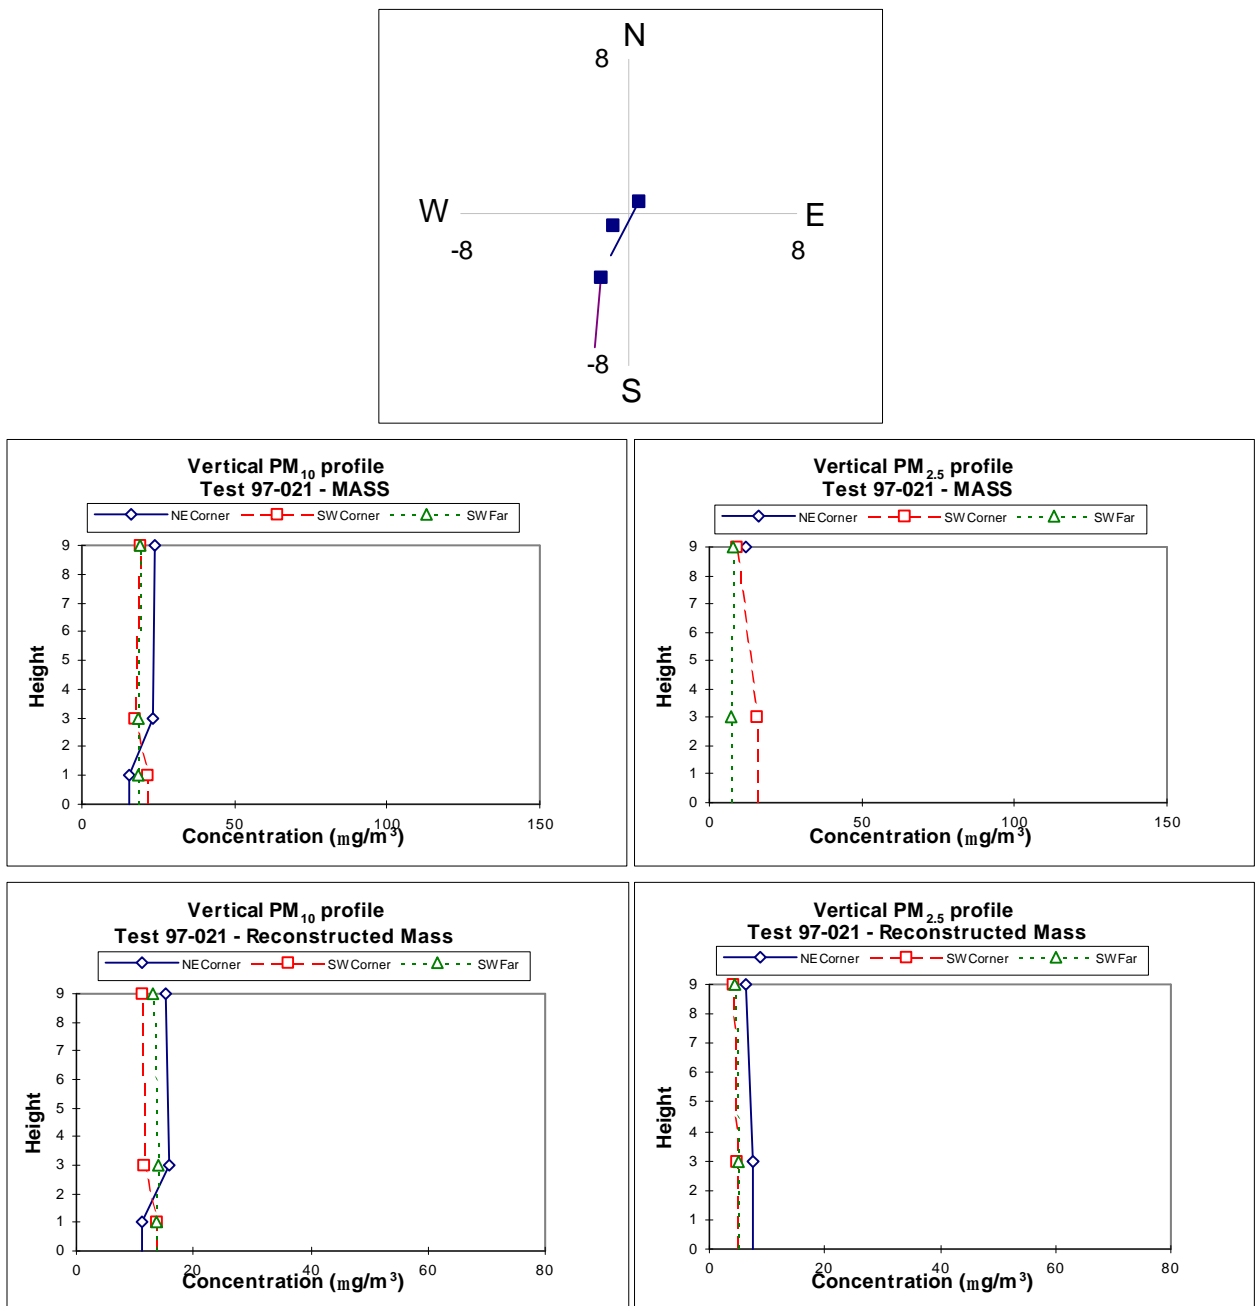 N
8
W
E
-8
8
-8
S
Vertical PM10 profile
Test 97-021 - MASS
NE Corner SW Corner SW Far
9
8
7
6
5
4
3
2
1
0
Height
0 50 100 150
Concentration (mg/m3)
Vertical PM2.5 profile
Test 97-021 - MASS
NE Corner SW Corner SW Far
9
8
7
6
5
4
3
2
1
0
Height
0 50 100 150
Concentration (mg/m3)
Vertical PM10 profile
Test 97-021 - Reconstructed Mass
NE Corner SW Corner SW Far
9
8
7
6
5
4
3
2
1
0
Height
0 20 40 60 80
Concentration (mg/m3)
Vertical PM2.5 profile
Test 97-021 - Reconstructed Mass
NE Corner SW Corner SW Far
9
8
7
6
5
4
3
2
1
0
Height
0 20 40 60 80
Concentration (mg/m3)